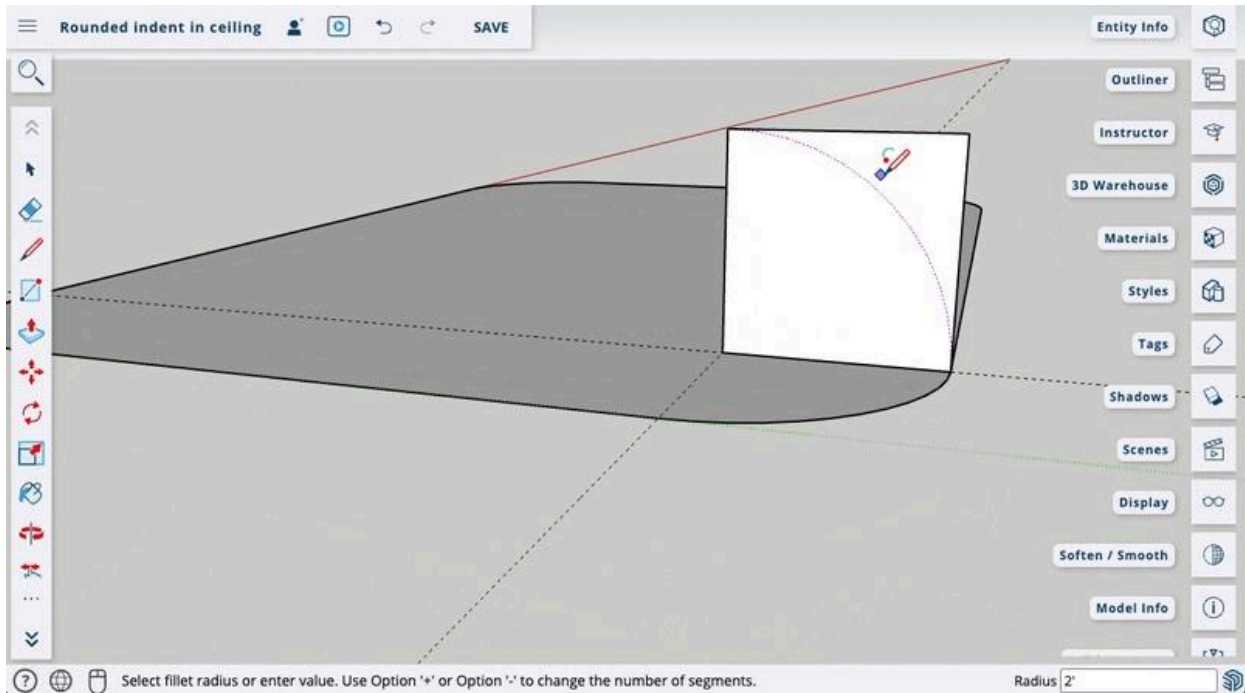 Rounded indent in ceiling
SAVE
Entity Info
Outliner
Instructor
3D Warehouse
Materials
Styles
Tags
Shadows
Scenes
Display
Soften / Smooth
Model Info
Select fillet radius or enter value. Use Option '+' or Option '-' to change the number of segments.
Radius 2'